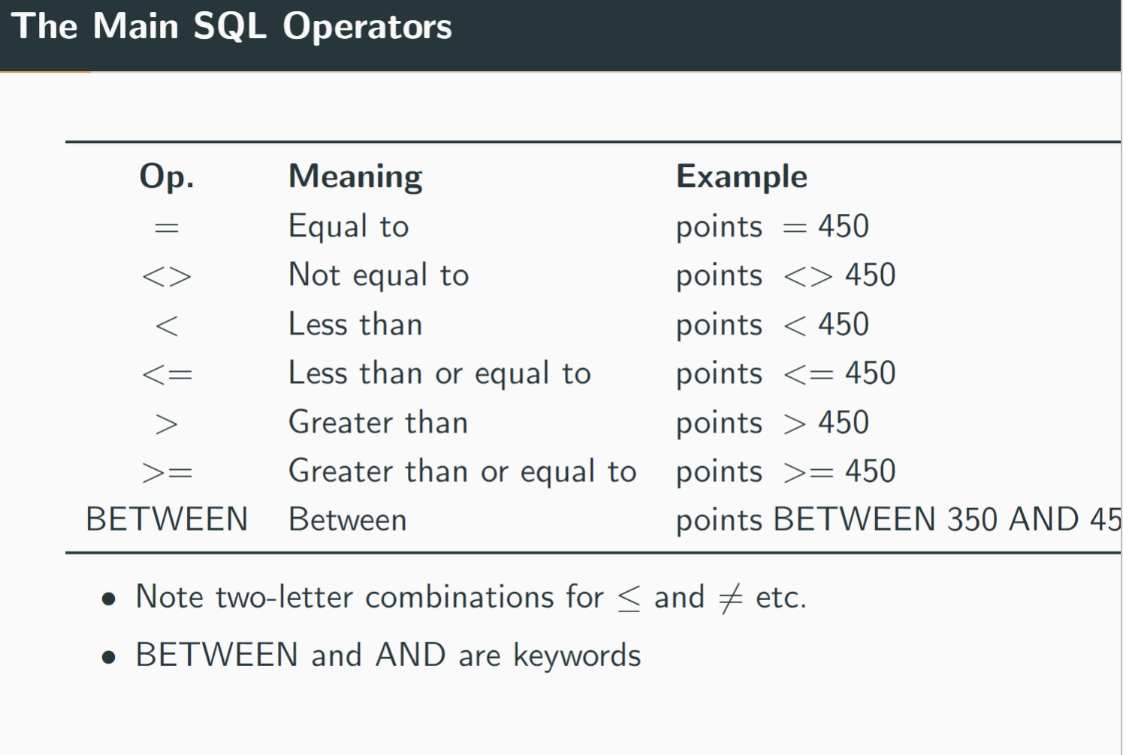 The Main SQL Operators
Op. Meaning Example
= Equal to points = 450
<> Not equal to points <> 450
< Less than points < 450
<= Less than or equal to points <= 450
> Greater than points > 450
>= Greater than or equal to points >= 450
BETWEEN Between points BETWEEN 350 AND 45
• Note two-letter combinations for ≤ and ≠ etc.
• BETWEEN and AND are keywords